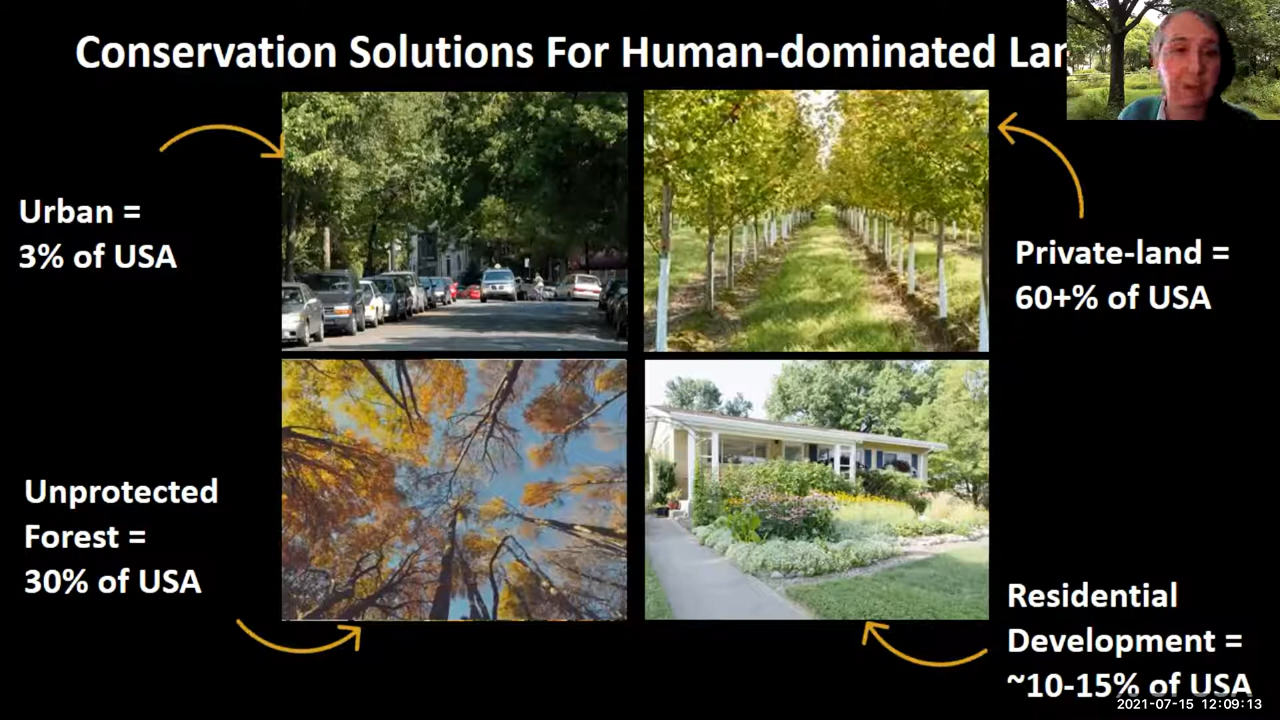 Conservation Solutions For Human-dominated Lan
Urban =
3% of USA
Private-land =
60+% of USA
Unprotected
Forest =
30% of USA
Residential
Development =
~10-15% of USA
2021-07-15 12:09:13